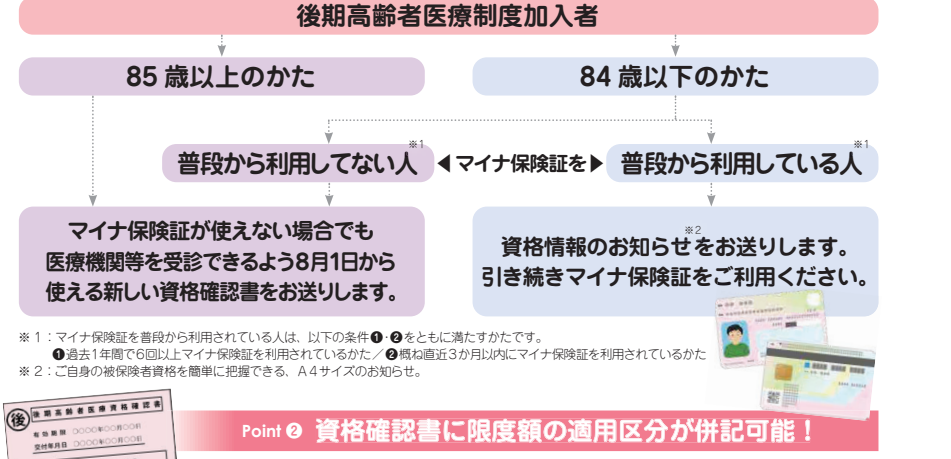 後期高齢者医療制度加入者
85歳以上のかた
84歳以下のかた
普段から利用してない人※1
◀マイナ保険証を▶
普段から利用している人※1
マイナ保険証が使えない場合でも
医療機関等を受診できるよう8月1日から
使える新しい資格確認書をお送りします。
資格情報のお知らせ※2をお送りします。
引き続きマイナ保険証をご利用ください。
※1：マイナ保険証を普段から利用されている人は、以下の条件❶・❷をともに満たすかたです。
❶過去1年間で6回以上マイナ保険証を利用されているかた／❷概ね直近3か月以内にマイナ保険証を利用されているかた
※2：ご自身の被保険者資格を簡単に把握できる、A4サイズのお知らせ。
後 後期高齢者医療資格確認書
有効期限 ○○○○年○○月○○日
交付年月日 ○○○○年○○月○○日
Point❷ 資格確認書に限度額の適用区分が併記可能！